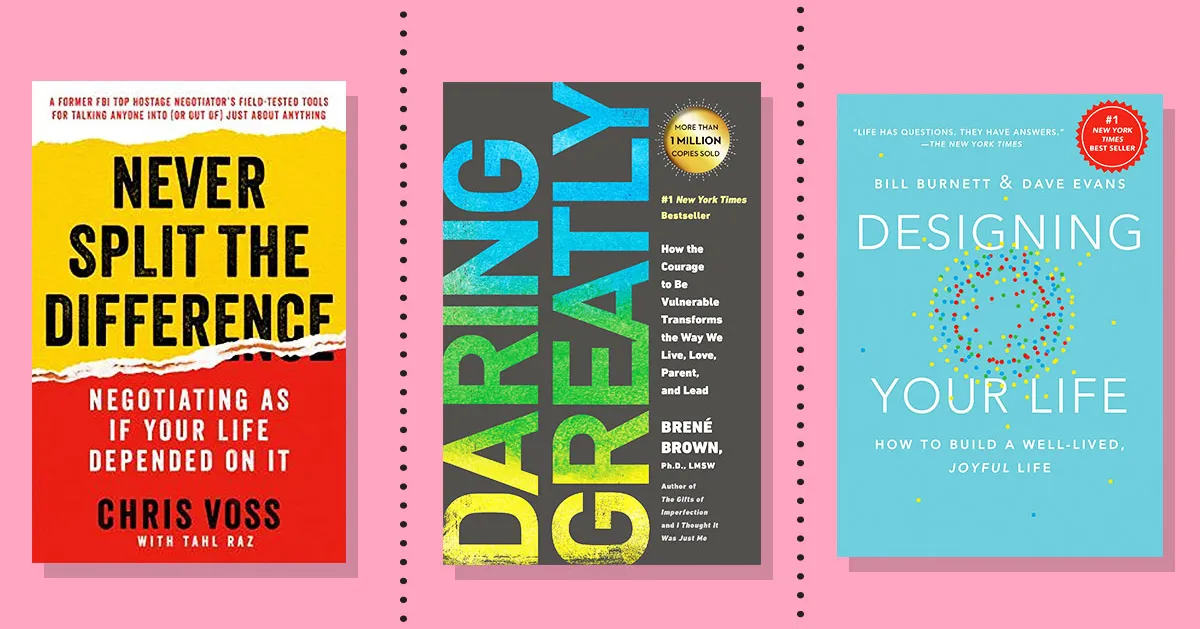 A FORMER FBI TOP HOSTAGE NEGOTIATOR'S FIELD-TESTED TOOLS
FOR TALKING ANYONE INTO (OR OUT OF) JUST ABOUT ANYTHING
NEVER
SPLIT THE
DIFFERENCE
NEGOTIATING AS
IF YOUR LIFE
DEPENDED ON IT
CHRIS VOSS
WITH TAHL RAZ
DARING
GREATLY
MORE THAN
1 MILLION
COPIES SOLD
#1 New York Times
Bestseller
How the
Courage
to Be
Vulnerable
Transforms
the Way We
Live, Love,
Parent,
and Lead
BRENÉ
BROWN,
Ph.D., LMSW
Author of
The Gifts of
Imperfection
and I Thought It
Was Just Me
#1
NEW YORK
TIMES
BEST SELLER
"LIFE HAS QUESTIONS. THEY HAVE ANSWERS."
—THE NEW YORK TIMES
BILL BURNETT & DAVE EVANS
DESIGNING
YOUR LIFE
HOW TO BUILD A WELL-LIVED,
JOYFUL LIFE